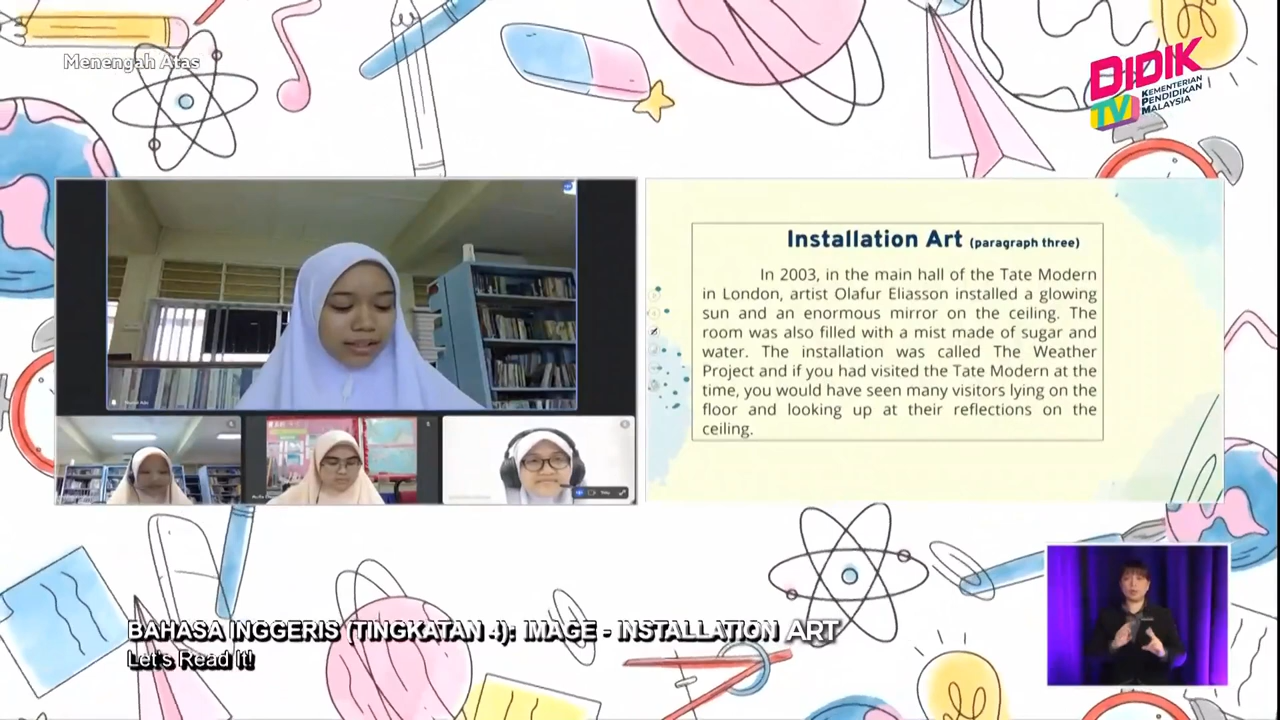 Menengah Atas
DIDIK
TV
KEMENTERIAN
PENDIDIKAN
MALAYSIA
Installation Art (paragraph three)
In 2003, in the main hall of the Tate Modern
in London, artist Olafur Eliasson installed a glowing
sun and an enormous mirror on the ceiling. The
room was also filled with a mist made of sugar and
water. The installation was called The Weather
Project and if you had visited the Tate Modern at the
time, you would have seen many visitors lying on the
floor and looking up at their reflections on the
ceiling.
BAHASA INGGERIS (TINGKATAN 4): IMAGE - INSTALLATION ART
Let's Read It!